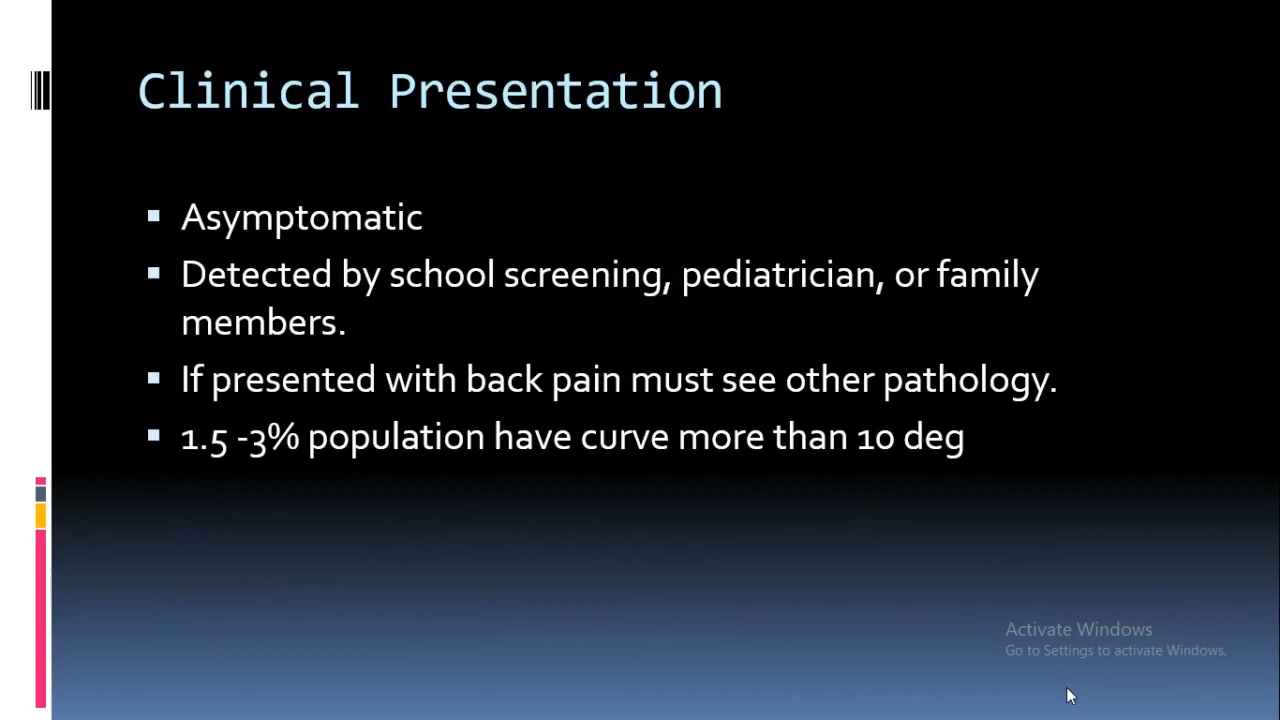 Clinical Presentation
Asymptomatic
Detected by school screening, pediatrician, or family
members.
If presented with back pain must see other pathology.
1.5 -3% population have curve more than 10 deg
Activate Windows
Go to Settings to activate Windows.